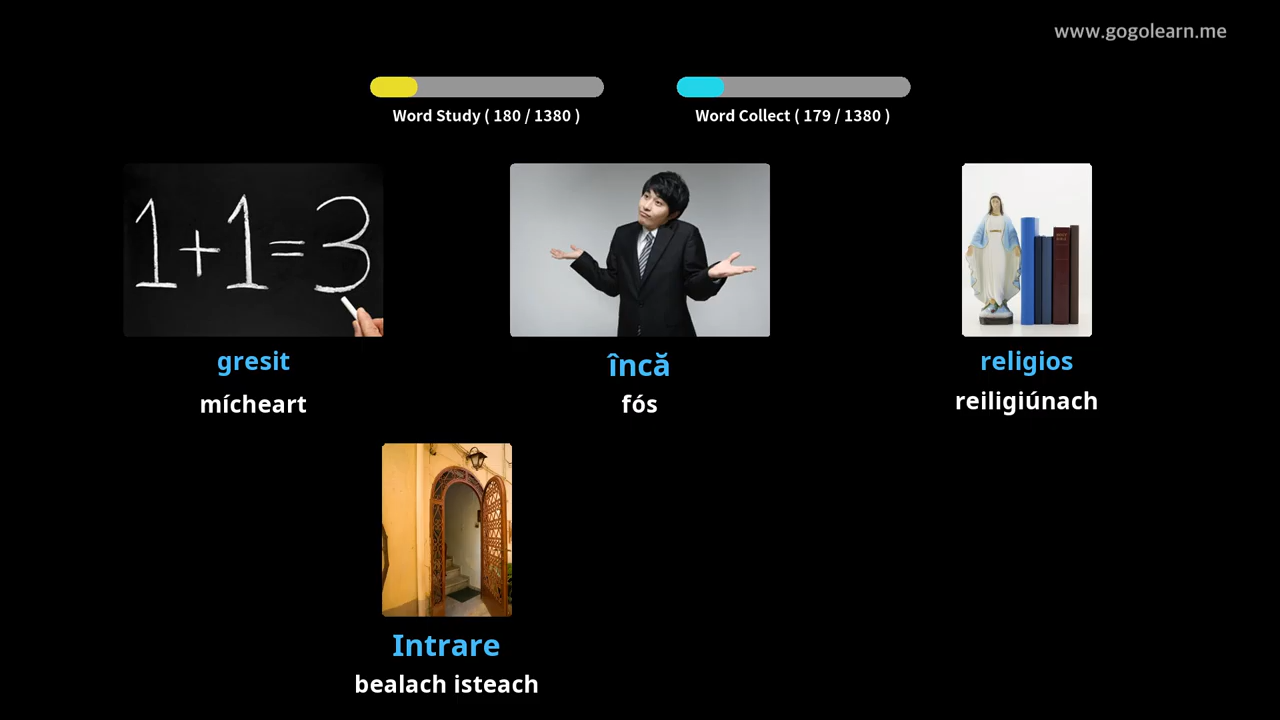 www.gogolearn.me
Word Study ( 180 / 1380 )
Word Collect ( 179 / 1380 )
1+1=3
gresit
mícheart
încă
fós
religios
reiligiúnach
Intrare
bealach isteach